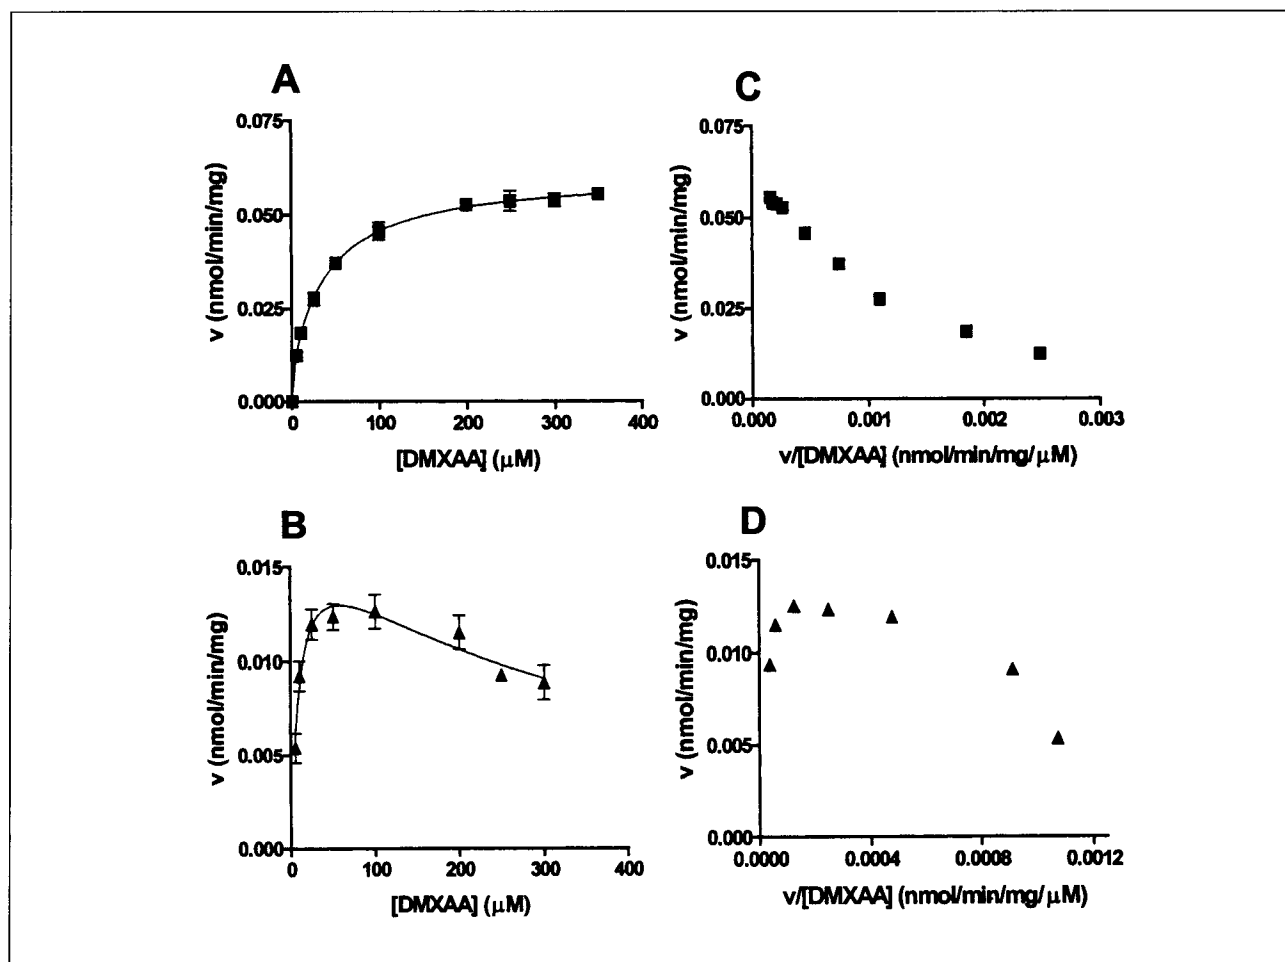 A
0.075
0.050
0.025
0.000
v (nmol/min/mg)
0 100 200 300 400
[DMXAA] (μM)
C
0.075
0.050
0.025
0.000
v (nmol/min/mg)
0.000 0.001 0.002 0.003
v/[DMXAA] (nmol/min/mg/μM)
B
0.015
0.010
0.005
0.000
v (nmol/min/mg)
0 100 200 300 400
[DMXAA] (μM)
D
0.015
0.010
0.005
0.000
v (nmol/min/mg)
0.0000 0.0004 0.0008 0.0012
v/[DMXAA] (nmol/min/mg/μM)